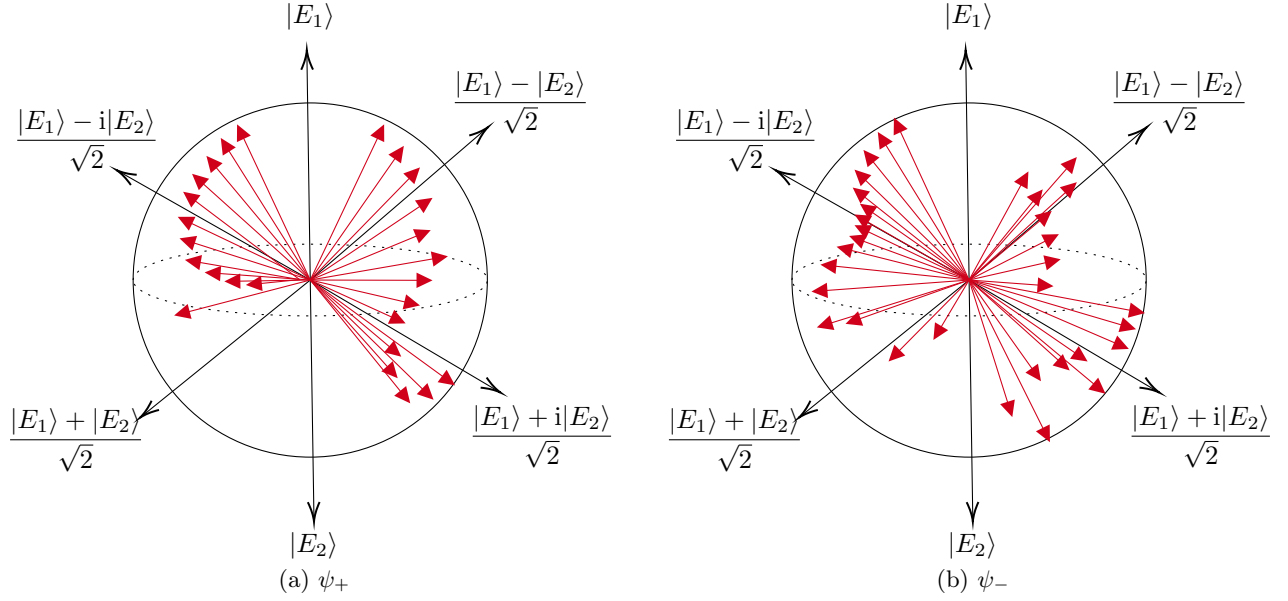 |E₁⟩
|E₁⟩ − |E₂⟩
√2
|E₁⟩ − i|E₂⟩
√2
|E₁⟩ + |E₂⟩
√2
|E₁⟩ + i|E₂⟩
√2
|E₂⟩
(a) ψ₊
|E₁⟩
|E₁⟩ − |E₂⟩
√2
|E₁⟩ − i|E₂⟩
√2
|E₁⟩ + |E₂⟩
√2
|E₁⟩ + i|E₂⟩
√2
|E₂⟩
(b) ψ₋